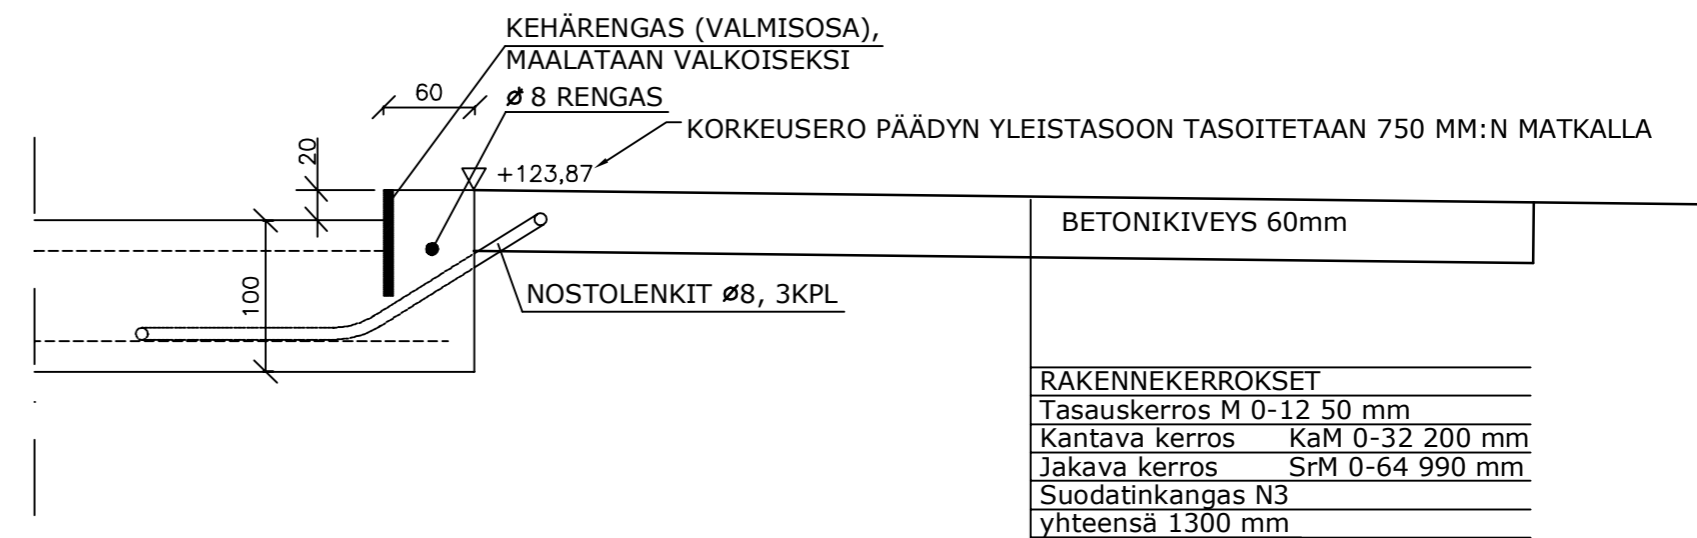 KEHÄRENGAS (VALMISOSA),
MAALATAAN VALKOISEKSI
60
ø 8 RENGAS
KORKEUSERO PÄÄDYN YLEISTASOON TASOITETAAN 750 MM:N MATKALLA
20
+123,87
BETONIKIVEYS 60mm
100
NOSTOLENKIT ø8, 3KPL
RAKENNEKERROKSET
Tasauskerros M 0-12 50 mm
Kantava kerros KaM 0-32 200 mm
Jakava kerros SrM 0-64 990 mm
Suodatinkangas N3
yhteensä 1300 mm